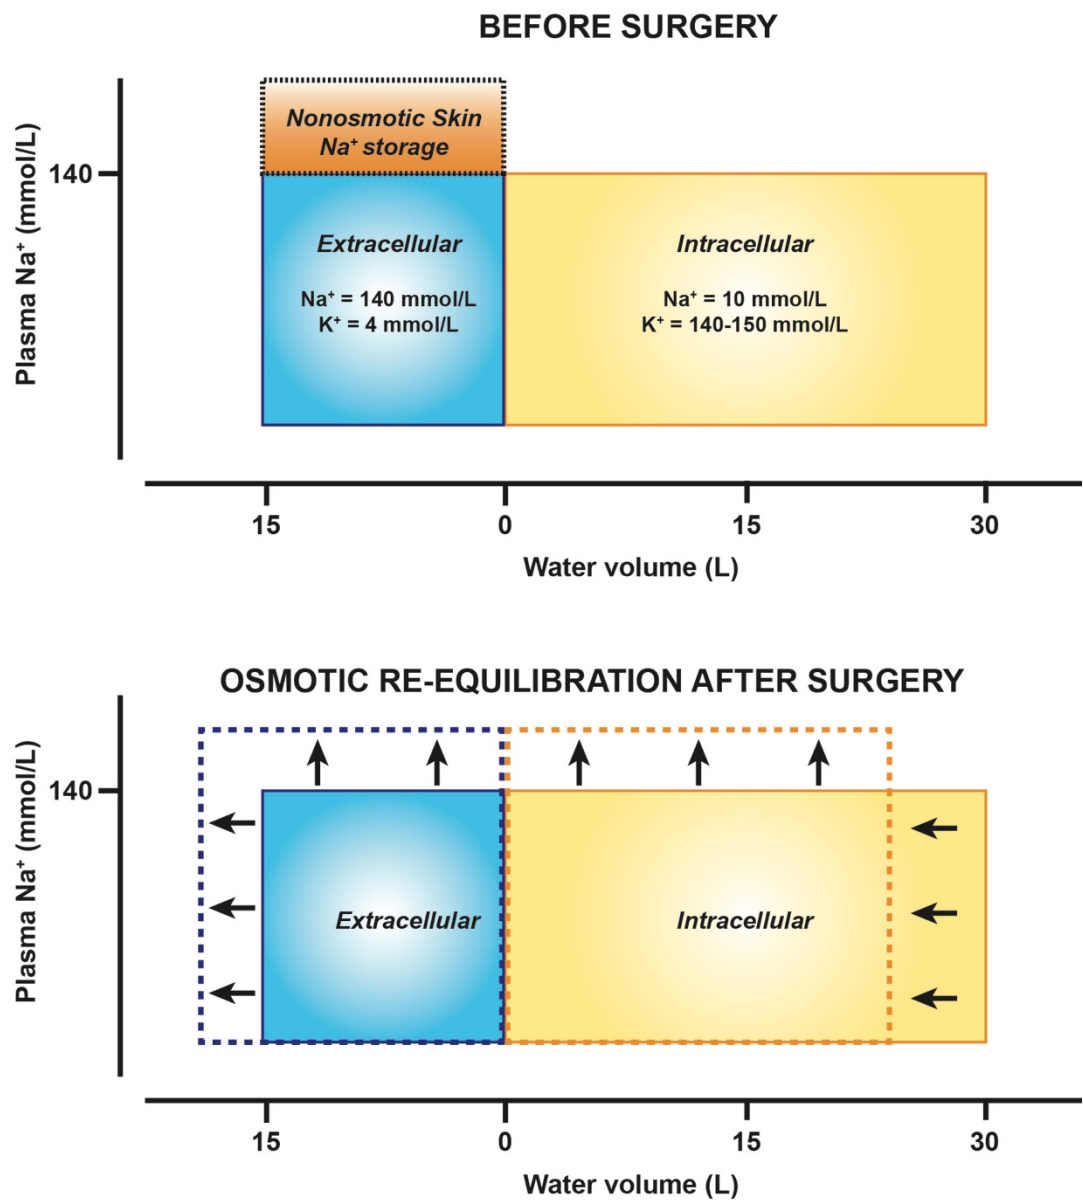 BEFORE SURGERY
Plasma Na⁺ (mmol/L)
140
Nonosmotic Skin
Na⁺ storage
Extracellular
Na⁺ = 140 mmol/L
K⁺ = 4 mmol/L
Intracellular
Na⁺ = 10 mmol/L
K⁺ = 140-150 mmol/L
15
0
15
30
Water volume (L)
OSMOTIC RE-EQUILIBRATION AFTER SURGERY
Plasma Na⁺ (mmol/L)
140
Extracellular
Intracellular
15
0
15
30
Water volume (L)